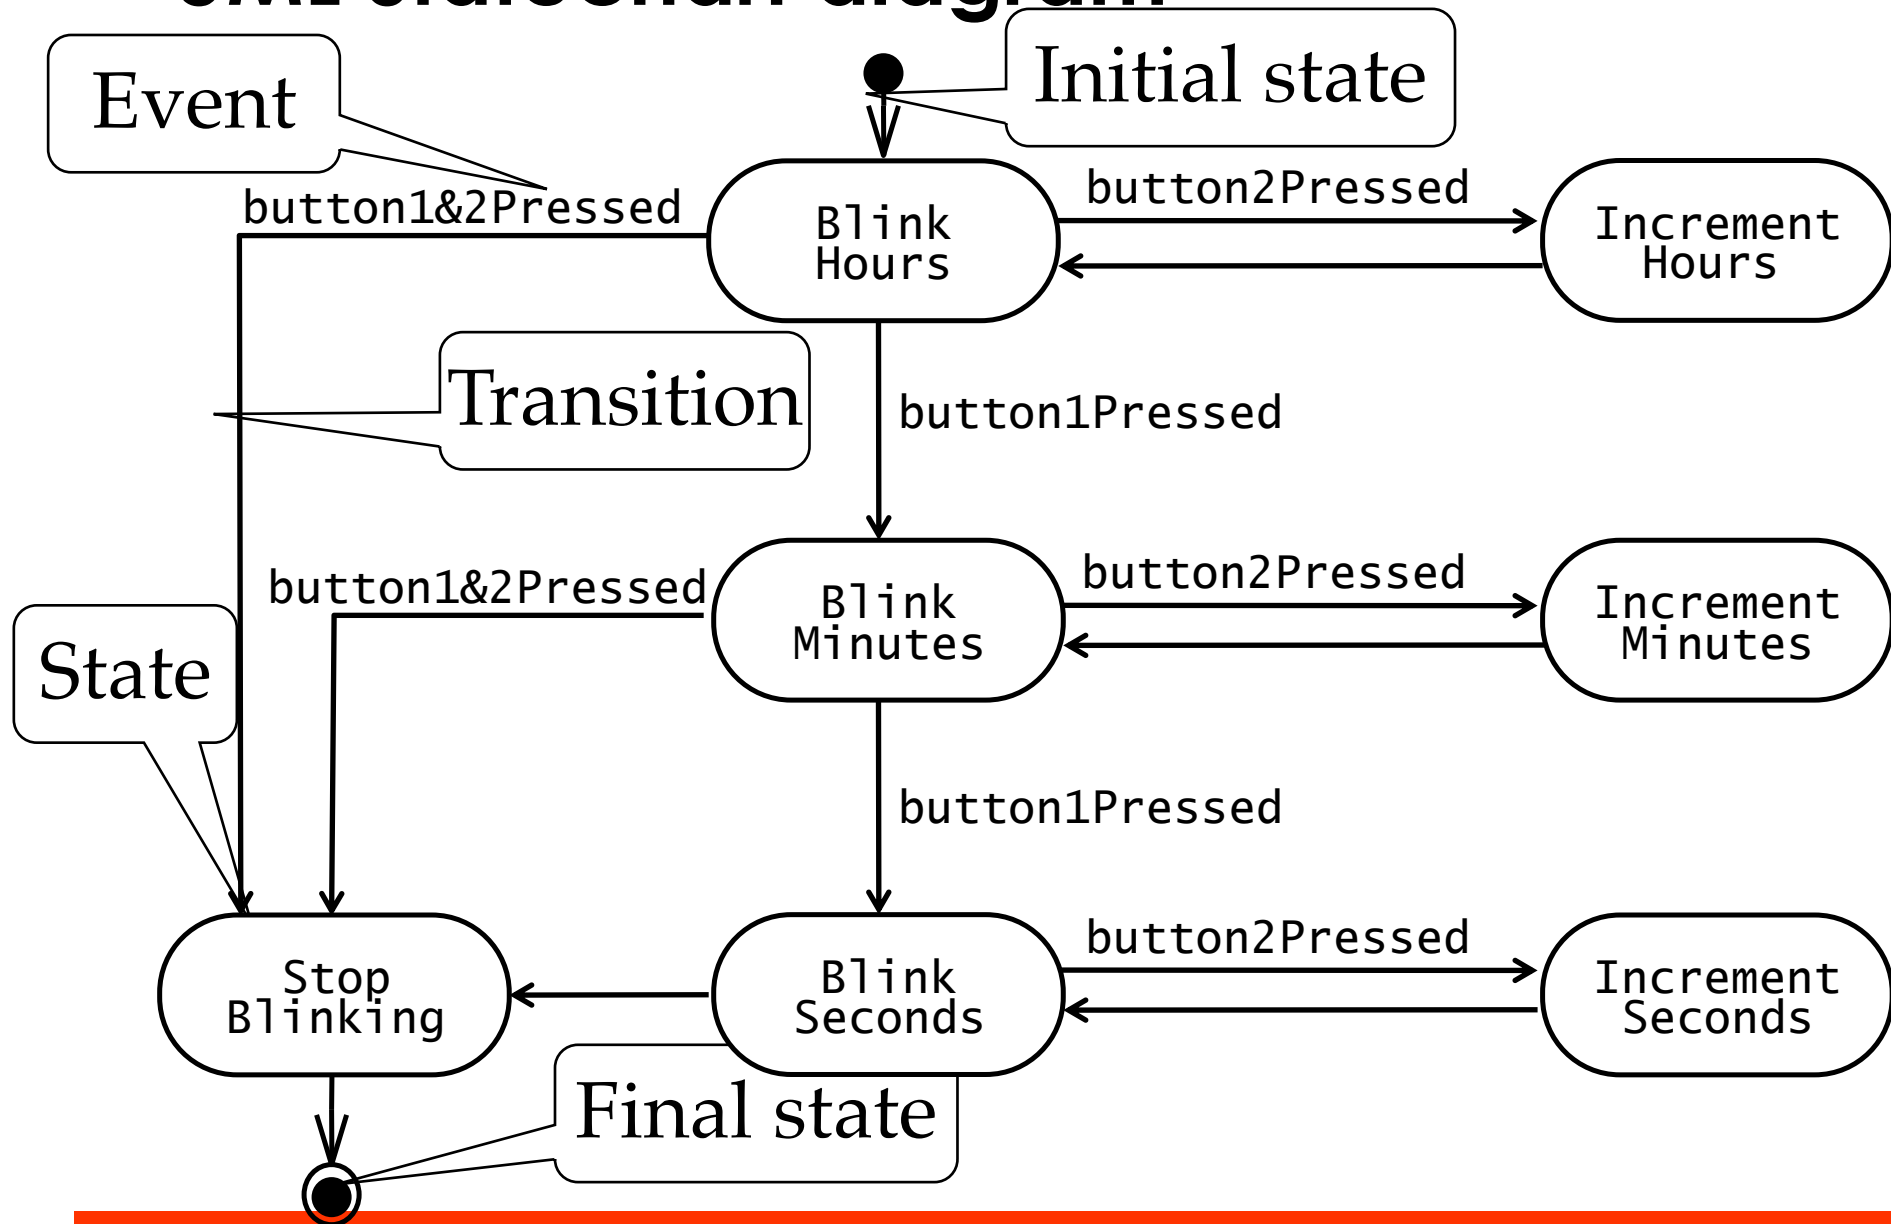 diagram
Event
Initial state
button1&2Pressed
Blink
Hours
button2Pressed
Increment
Hours
Transition
button1Pressed
button1&2Pressed
Blink
Minutes
button2Pressed
Increment
Minutes
State
button1Pressed
Stop
Blinking
Blink
Seconds
button2Pressed
Increment
Seconds
Final state